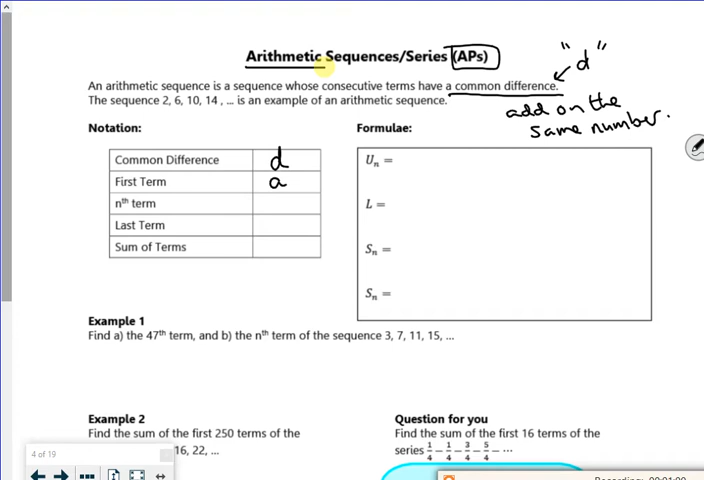 Arithmetic Sequences/Series (APs)
"d"
An arithmetic sequence is a sequence whose consecutive terms have a common difference.
The sequence 2, 6, 10, 14 , ... is an example of an arithmetic sequence.
add on the
same number.
Notation:
Formulae:
Common Difference d
First Term a
nth term
Last Term
Sum of Terms
Uₙ =
L =
Sₙ =
Sₙ =
Example 1
Find a) the 47th term, and b) the nth term of the sequence 3, 7, 11, 15, ...
Example 2
Find the sum of the first 250 terms of the
16, 22, ...
Question for you
Find the sum of the first 16 terms of the
series 1/4 − 1/4 − 3/4 − 5/4 − ...
4 of 19